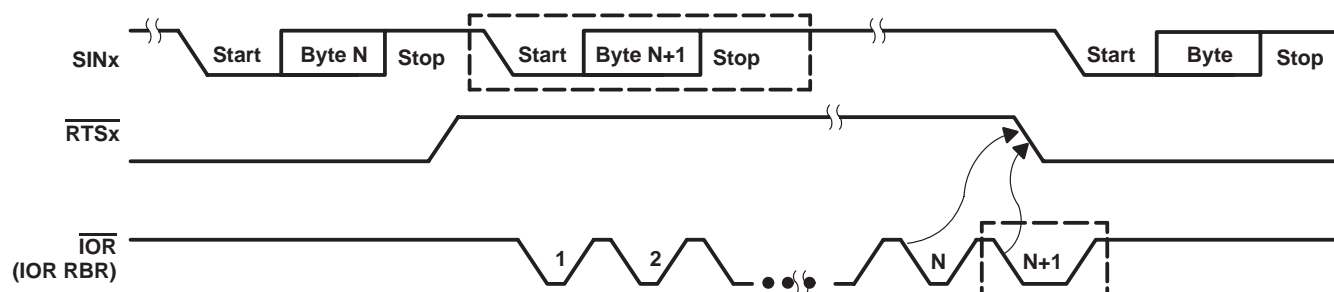 SINx Start Byte N Stop Start Byte N+1 Stop Start Byte Stop
RTSx
IOR 1 2 N N+1
(IOR RBR)